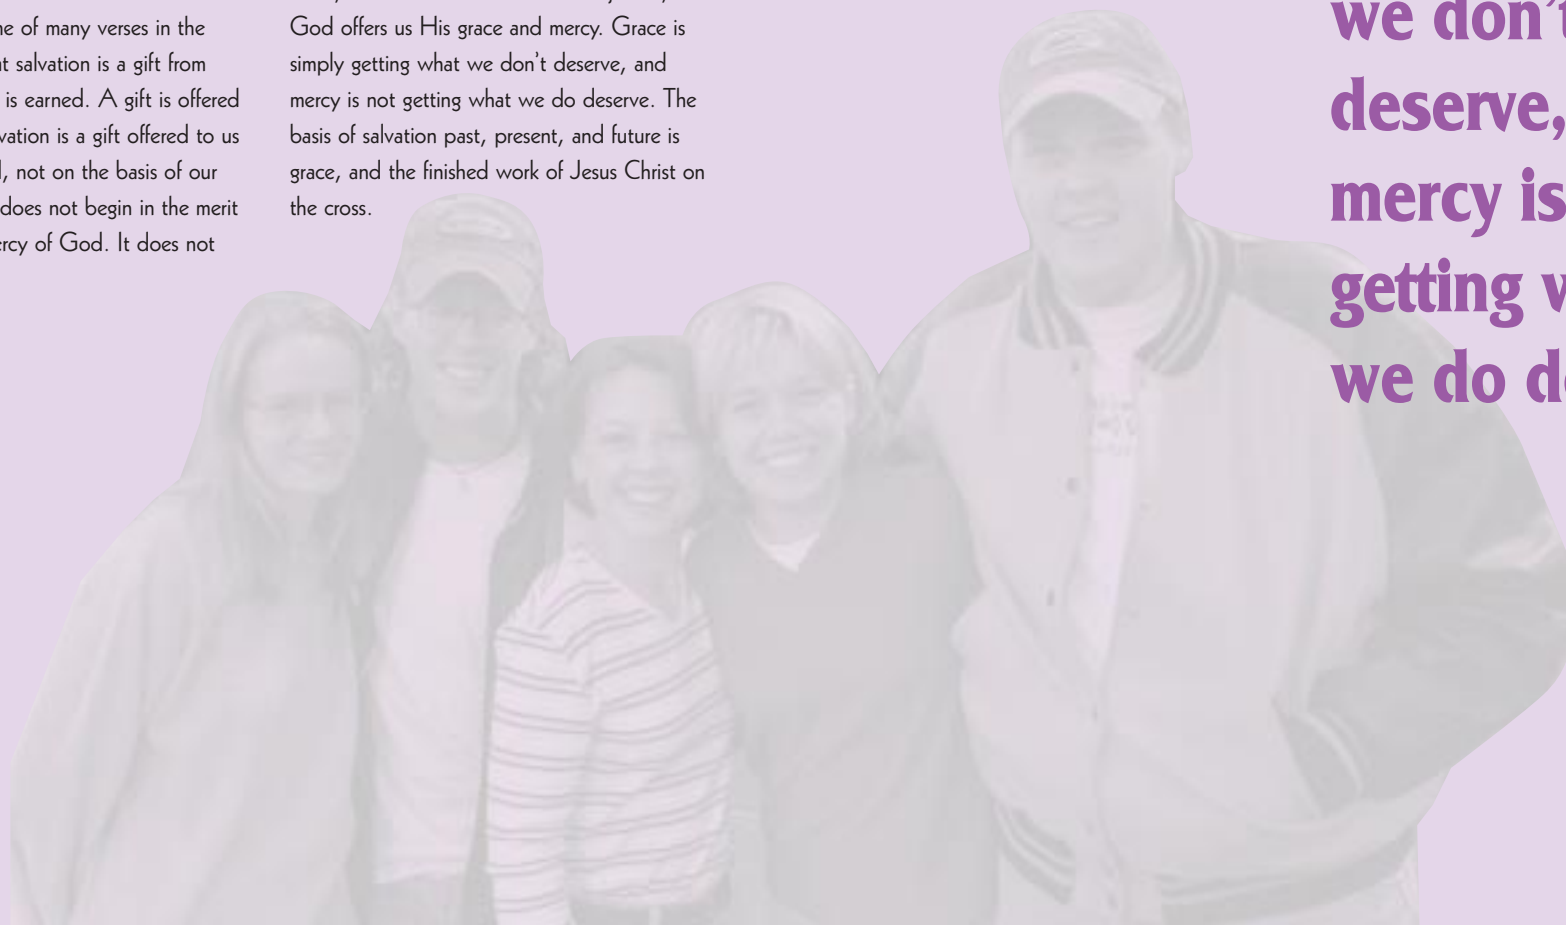 ne of many verses in the
t salvation is a gift from
is earned. A gift is offered
vation is a gift offered to us
, not on the basis of our
does not begin in the merit
ercy of God. It does not
God offers us His grace and mercy. Grace is
simply getting what we don't deserve, and
mercy is not getting what we do deserve. The
basis of salvation past, present, and future is
grace, and the finished work of Jesus Christ on
the cross.
we don't
deserve,
mercy is
getting
we do